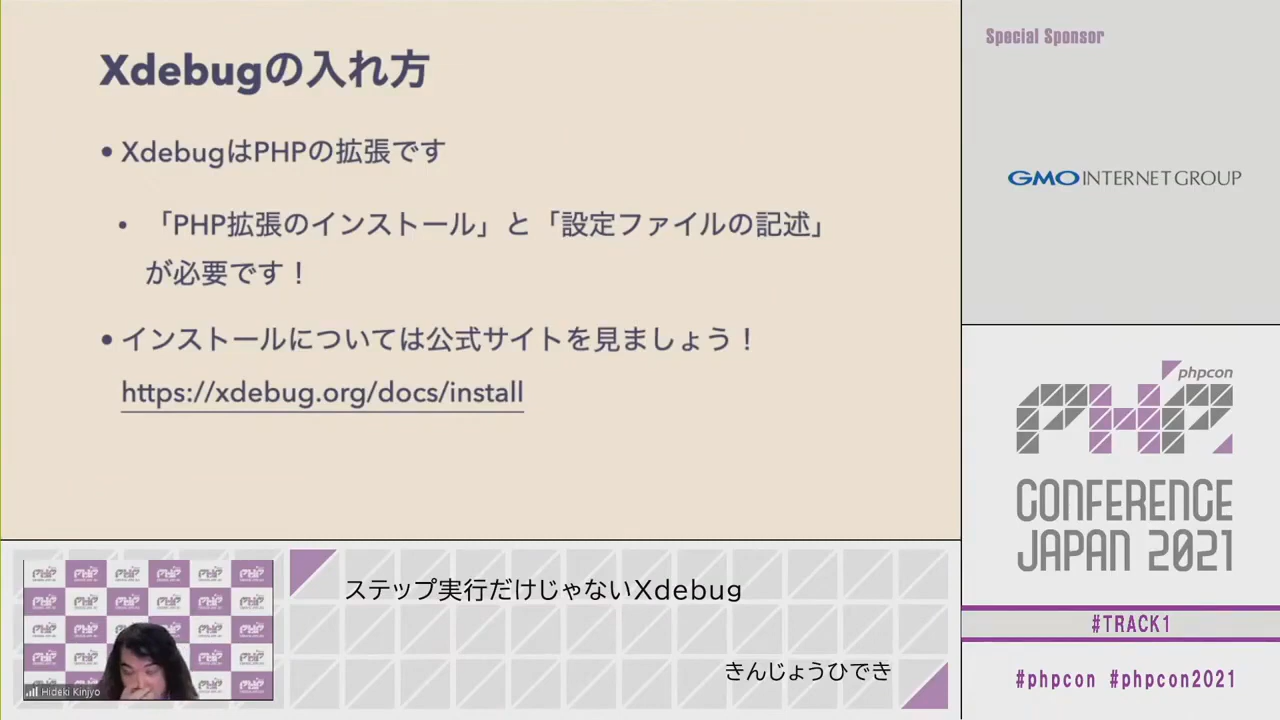 Xdebugの入れ方
• XdebugはPHPの拡張です
• 「PHP拡張のインストール」と「設定ファイルの記述」
が必要です！
• インストールについては公式サイトを見ましょう！
https://xdebug.org/docs/install
Special Sponsor
GMO INTERNET GROUP
phpcon
PHP
CONFERENCE
JAPAN 2021
#TRACK1
#phpcon #phpcon2021
ステップ実行だけじゃないXdebug
きんじょうひでき
Hideki Kinjyo